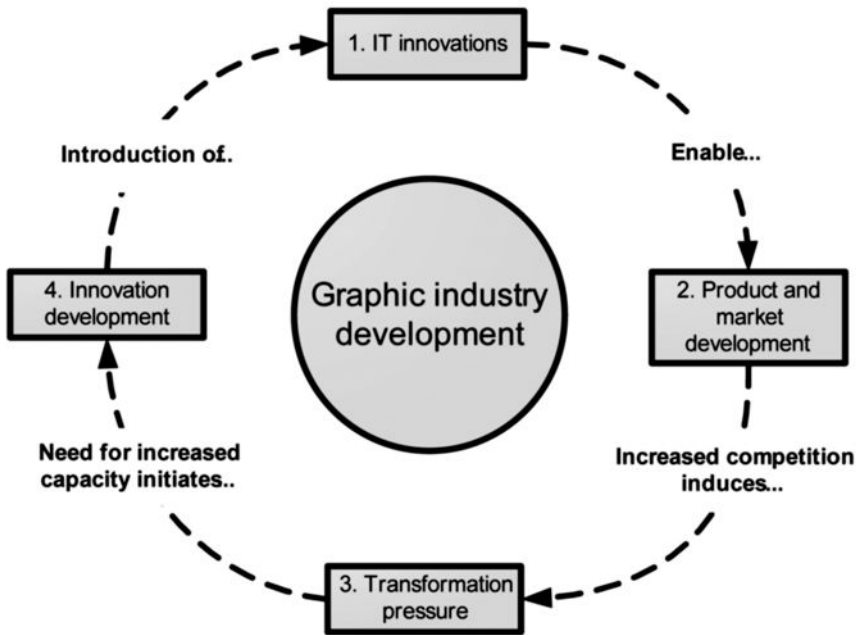 1. IT innovations
Enable...
2. Product and
market
development
Increased competition
induces...
3. Transformation
pressure
Need for increased
capacity initiates..
4. Innovation
development
Introduction of..
Graphic industry
development